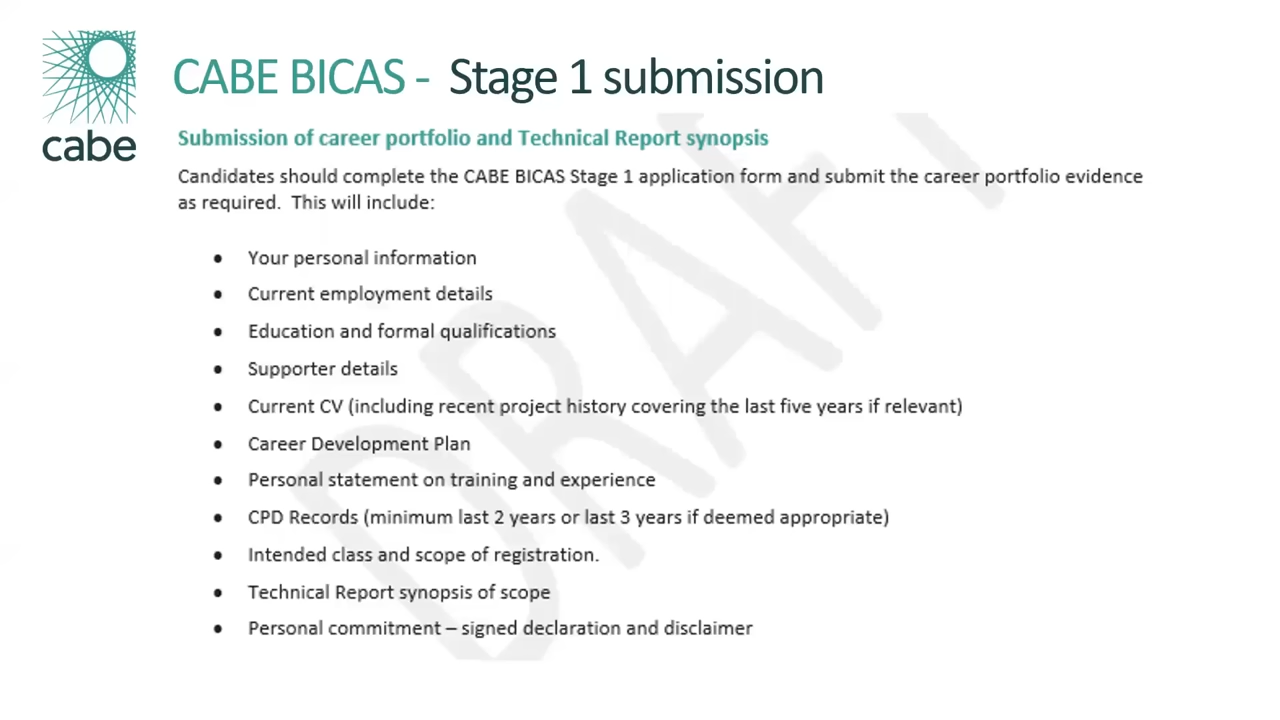 cabe
CABE BICAS - Stage 1 submission
Submission of career portfolio and Technical Report synopsis
Candidates should complete the CABE BICAS Stage 1 application form and submit the career portfolio evidence
as required. This will include:
• Your personal information
• Current employment details
• Education and formal qualifications
• Supporter details
• Current CV (including recent project history covering the last five years if relevant)
• Career Development Plan
• Personal statement on training and experience
• CPD Records (minimum last 2 years or last 3 years if deemed appropriate)
• Intended class and scope of registration.
• Technical Report synopsis of scope
• Personal commitment – signed declaration and disclaimer
DRAFT